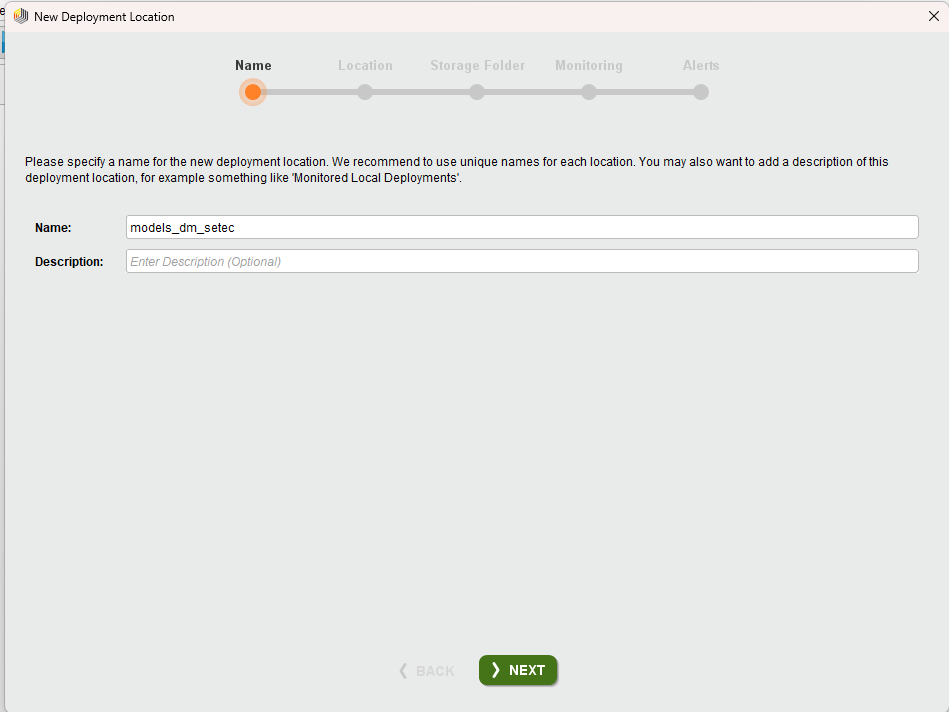 New Deployment Location
Name Location Storage Folder Monitoring Alerts
Please specify a name for the new deployment location. We recommend to use unique names for each location. You may also want to add a description of this
deployment location, for example something like 'Monitored Local Deployments'.
Name: models_dm_setec
Description: Enter Description (Optional)
BACK NEXT